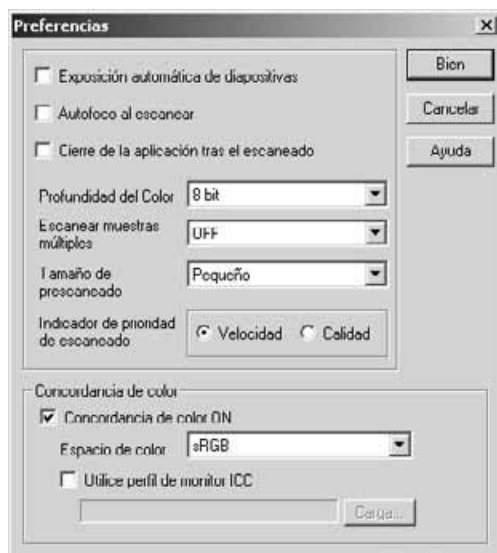 Preferencias
Exposición automática de diapositivas
Autofoco al escanear
Cierre de la aplicación tras el escaneado
Profundidad del Color
8 bit
Escanear muestras
múltiples
OFF
Tamaño de
prescaneado
Pequeño
Indicador de prioridad
de escaneado
Velocidad
Calidad
Bien
Cancelar
Ayuda
Concordancia de color
Concordancia de color ON
Espacio de color
sRGB
Utilice perfil de monitor ICC
Carga...